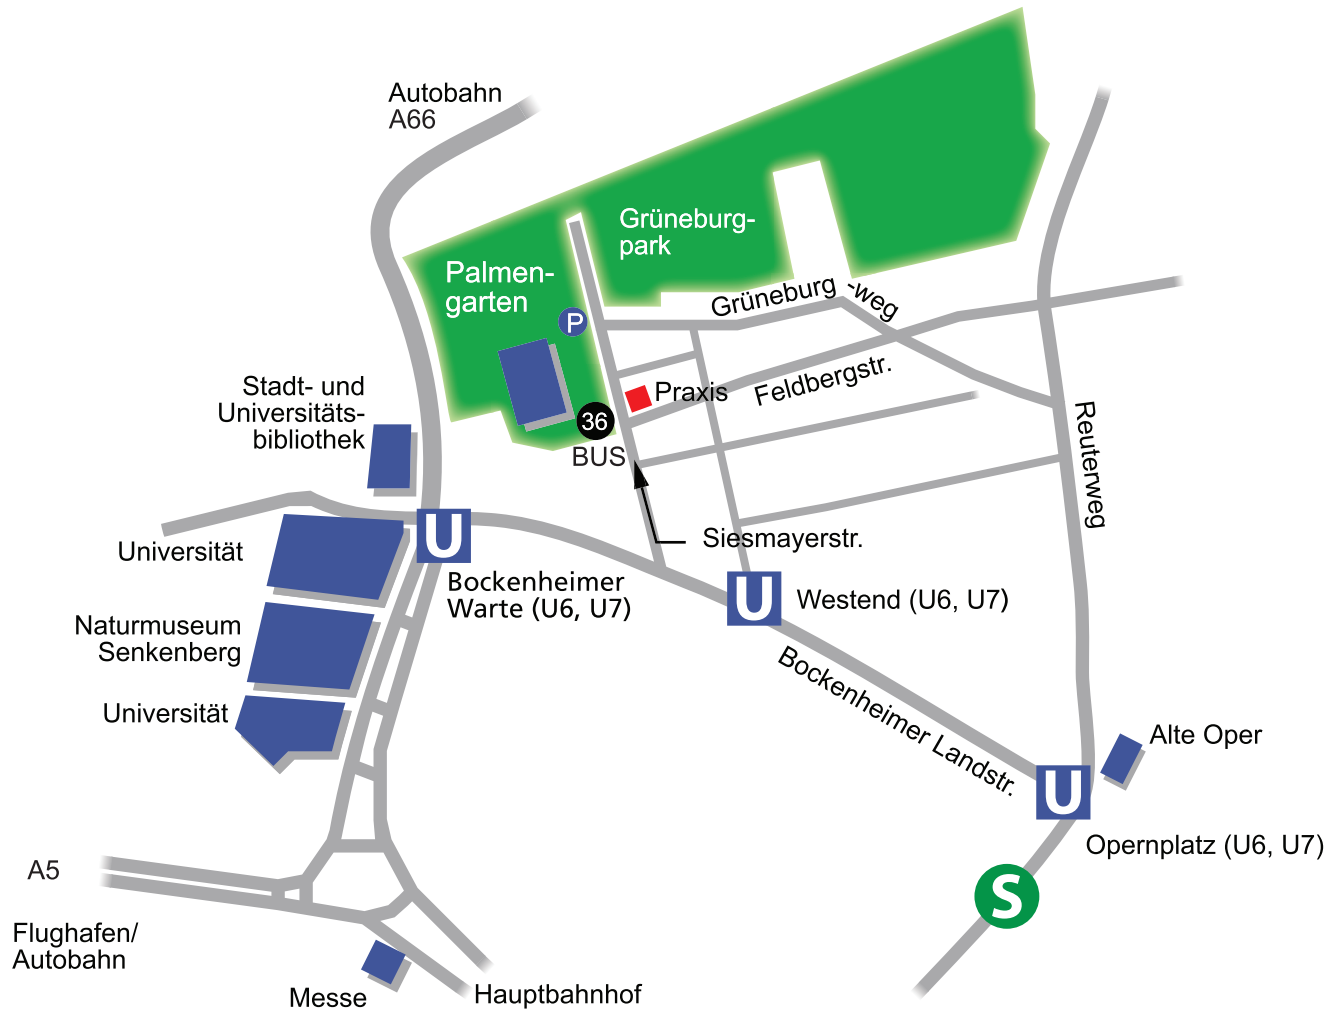 Autobahn
A66
Grüneburg-
park
Palmen-
garten
P
Grüneburg -weg
Stadt- und
Universitäts-
bibliothek
Praxis
Feldbergstr.
36
BUS
Reuterweg
U
Siesmayerstr.
Universität
Bockenheimer
Warte (U6, U7)
U
Westend (U6, U7)
Naturmuseum
Senkenberg
Universität
Bockenheimer Landstr.
Alte Oper
U
Opernplatz (U6, U7)
A5
S
Flughafen/
Autobahn
Messe
Hauptbahnhof